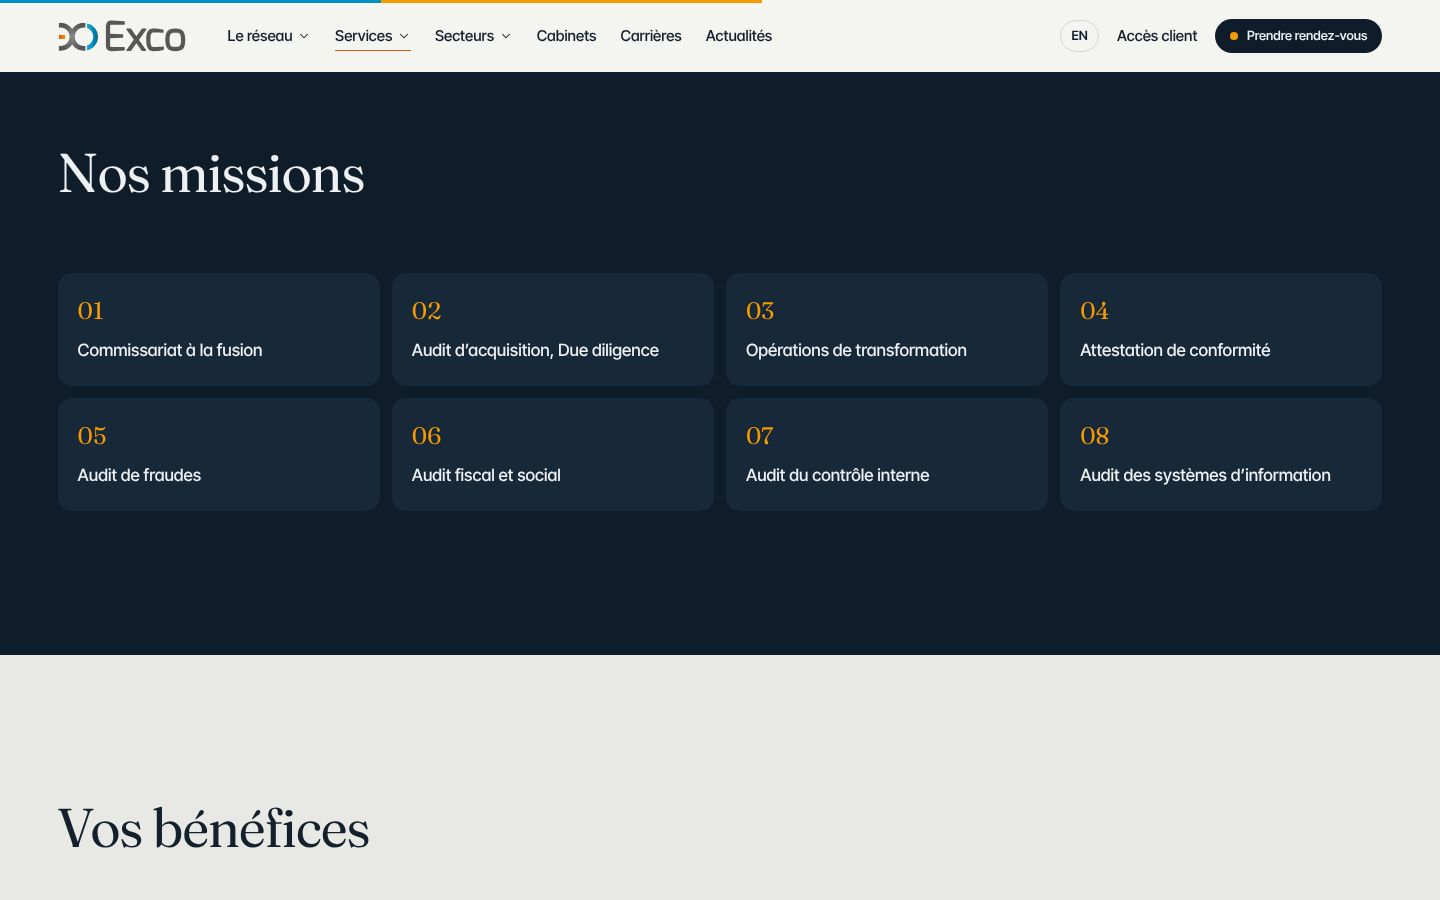 Exco
Le réseau
Services
Secteurs
Cabinets
Carrières
Actualités
EN
Accès client
Prendre rendez-vous
Nos missions
01
Commissariat à la fusion
02
Audit d’acquisition, Due diligence
03
Opérations de transformation
04
Attestation de conformité
05
Audit de fraudes
06
Audit fiscal et social
07
Audit du contrôle interne
08
Audit des systèmes d’information
Vos bénéfices